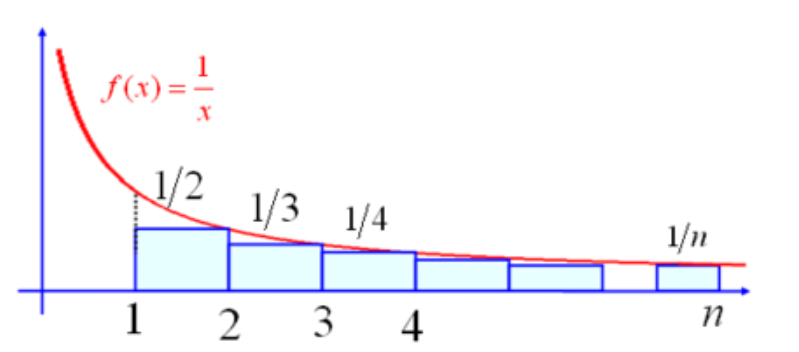 f(x) = 1/x
1/2
1/3
1/4
1/n
1
2
3
4
n